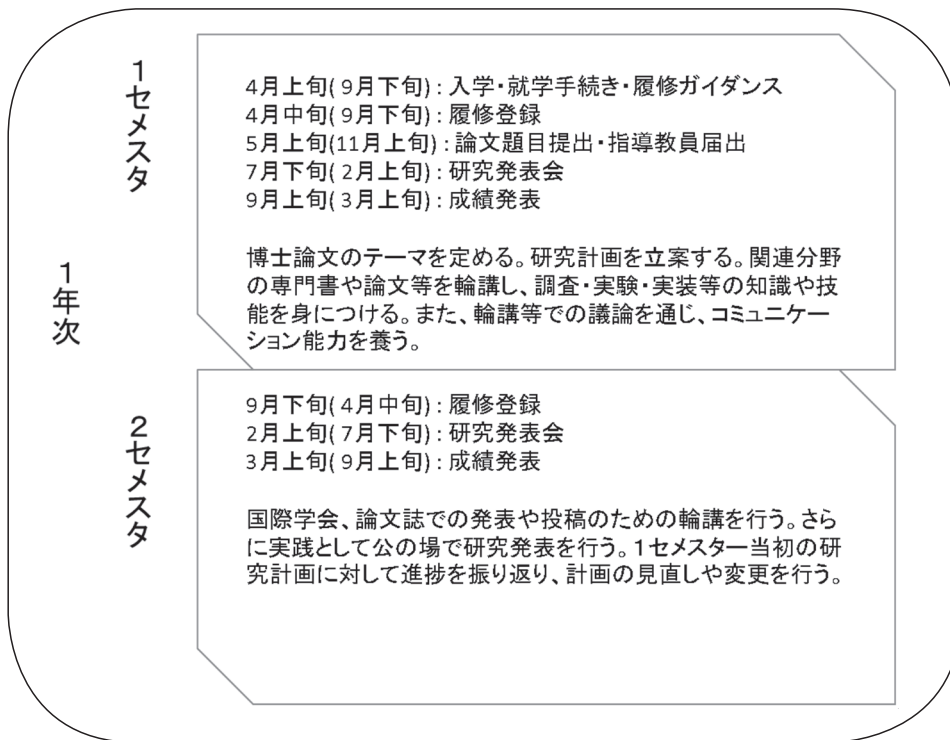 1年次
1セメスタ
4月上旬( 9月下旬) : 入学・就学手続き・履修ガイダンス
4月中旬( 9月下旬) : 履修登録
5月上旬(11月上旬) : 論文題目提出・指導教員届出
7月下旬( 2月上旬) : 研究発表会
9月上旬( 3月上旬) : 成績発表
博士論文のテーマを定める。研究計画を立案する。関連分野
の専門書や論文等を輪講し、調査・実験・実装等の知識や技
能を身につける。また、輪講等での議論を通じ、コミュニケー
ション能力を養う。
2セメスタ
9月下旬( 4月中旬) : 履修登録
2月上旬( 7月下旬) : 研究発表会
3月上旬( 9月上旬) : 成績発表
国際学会、論文誌での発表や投稿のための輪講を行う。さら
に実践として公の場で研究発表を行う。1セメスター当初の研
究計画に対して進捗を振り返り、計画の見直しや変更を行う。